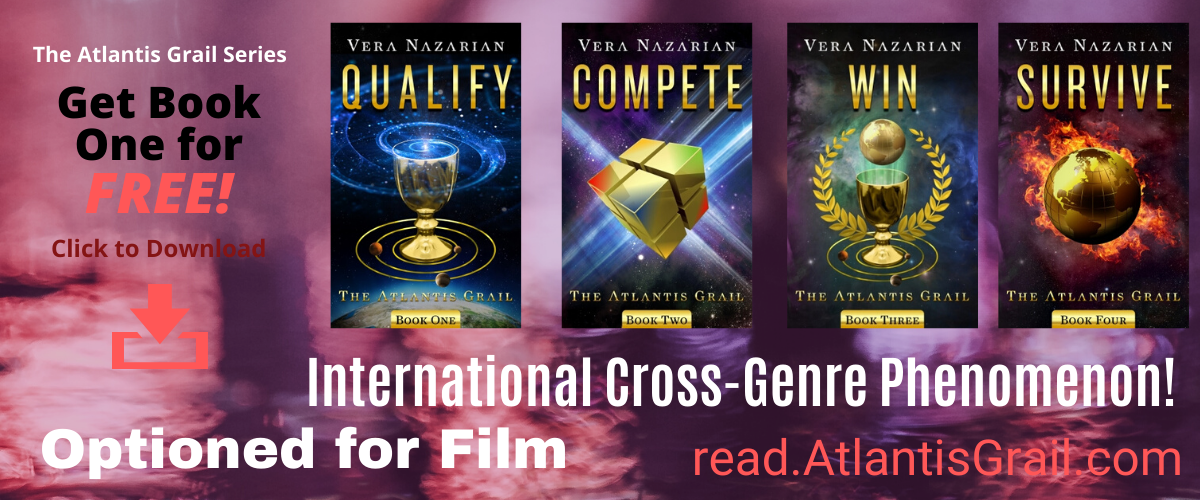 The Atlantis Grail Series
Get Book
One for
FREE!
Click to Download
VERA NAZARIAN
QUALIFY
THE ATLANTIS GRAIL
BOOK ONE
VERA NAZARIAN
COMPETE
THE ATLANTIS GRAIL
BOOK TWO
VERA NAZARIAN
WIN
THE ATLANTIS GRAIL
BOOK THREE
VERA NAZARIAN
SURVIVE
THE ATLANTIS GRAIL
BOOK FOUR
International Cross-Genre Phenomenon!
Optioned for Film
read.AtlantisGrail.com